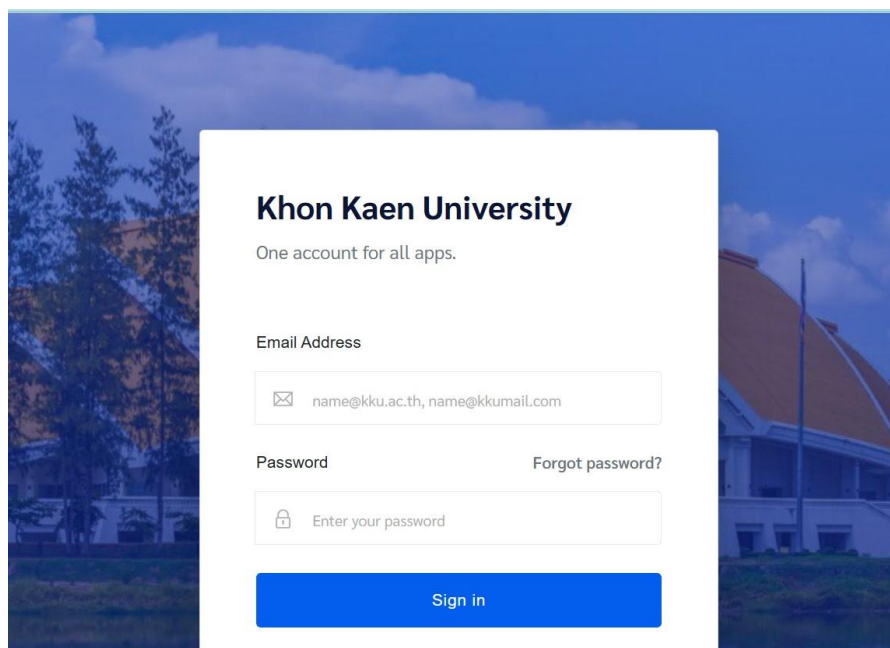 Khon Kaen University
One account for all apps.
Email Address
name@kku.ac.th, name@kkumail.com
Password Forgot password?
Enter your password
Sign in